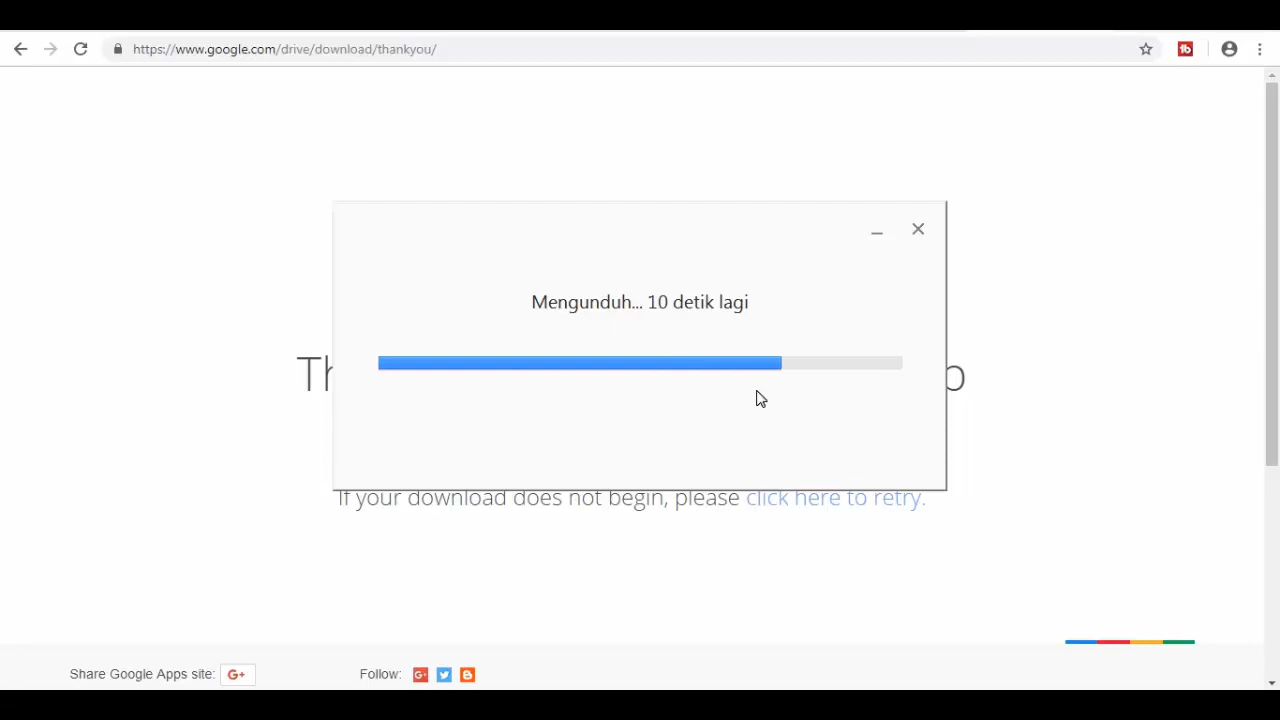 https://www.google.com/drive/download/thankyou/
Mengunduh... 10 detik lagi
If your download does not begin, please click here to retry.
Share Google Apps site: G+
Follow: